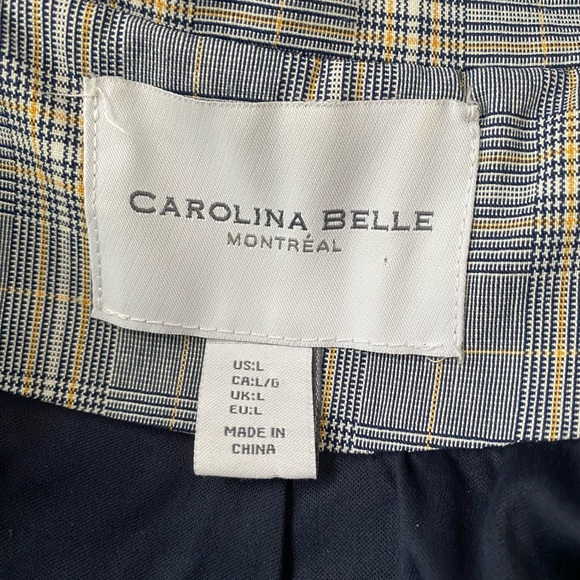 CAROLINA BELLE
MONTRÉAL
US:L
CA:L/G
UK:L
EU:L
MADE IN
CHINA